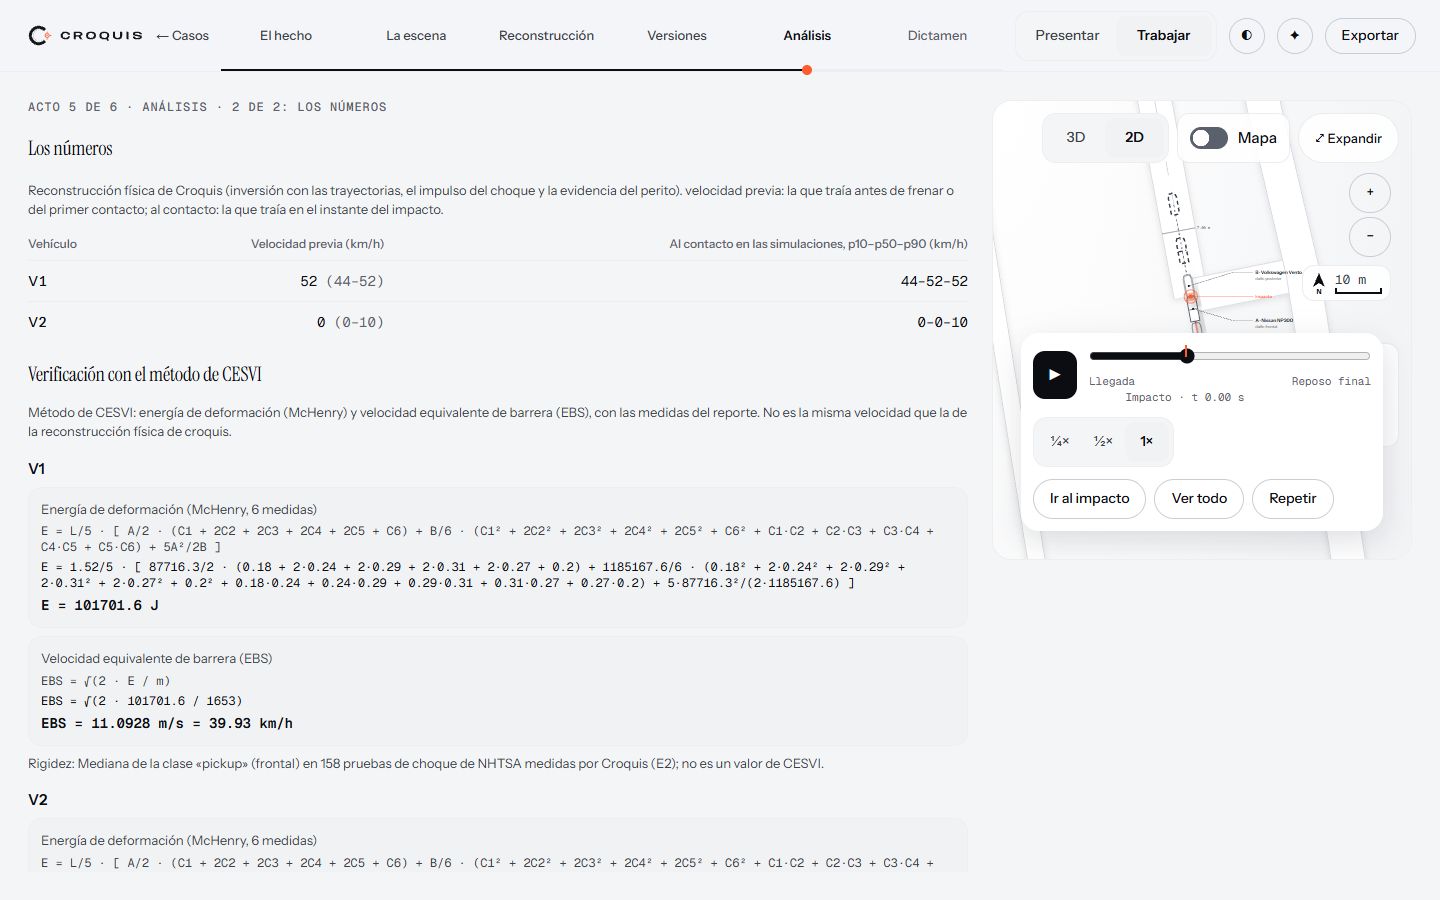 CROQUIS
← Casos
El hecho
La escena
Reconstrucción
Versiones
Análisis
Dictamen
Presentar
Trabajar
Exportar
ACTO 5 DE 6 · ANÁLISIS · 2 DE 2: LOS NÚMEROS
Los números
Reconstrucción física de Croquis (inversión con las trayectorias, el impulso del choque y la evidencia del perito). velocidad previa: la que traía antes de frenar o
del primer contacto; al contacto: la que traía en el instante del impacto.
Vehículo
Velocidad previa (km/h)
Al contacto en las simulaciones, p10–p50–p90 (km/h)
V1
52 (44–52)
44-52-52
V2
0 (0–10)
0-0-10
Verificación con el método de CESVI
Método de CESVI: energía de deformación (McHenry) y velocidad equivalente de barrera (EBS), con las medidas del reporte. No es la misma velocidad que la de
la reconstrucción física de croquis.
V1
Energía de deformación (McHenry, 6 medidas)
E = L/5 · [ A/2 · (C1 + 2C2 + 2C3 + 2C4 + 2C5 + C6) + B/6 · (C1² + 2C2² + 2C3² + 2C4² + 2C5² + C6² + C1·C2 + C2·C3 + C3·C4 +
C4·C5 + C5·C6) + 5A²/2B ]
E = 1.52/5 · [ 87716.3/2 · (0.18 + 2·0.24 + 2·0.29 + 2·0.31 + 2·0.27 + 0.2) + 1185167.6/6 · (0.18² + 2·0.24² + 2·0.29² +
2·0.31² + 2·0.27² + 0.2² + 0.18·0.24 + 0.24·0.29 + 0.29·0.31 + 0.31·0.27 + 0.27·0.2) + 5·87716.3²/(2·1185167.6) ]
E = 101701.6 J
Velocidad equivalente de barrera (EBS)
EBS = √(2 · E / m)
EBS = √(2 · 101701.6 / 1653)
EBS = 11.0928 m/s = 39.93 km/h
Rigidez: Mediana de la clase «pickup» (frontal) en 158 pruebas de choque de NHTSA medidas por Croquis (E2); no es un valor de CESVI.
V2
Energía de deformación (McHenry, 6 medidas)
E = L/5 · [ A/2 · (C1 + 2C2 + 2C3 + 2C4 + 2C5 + C6) + B/6 · (C1² + 2C2² + 2C3² + 2C4² + 2C5² + C6² + C1·C2 + C2·C3 + C3·C4 +
3D
2D
Mapa
⤢ Expandir
+
−
N
10 m
B · Volkswagen Vento
Impacto
A · Nissan NP300
daño frontal
▶
Llegada
Reposo final
Impacto · t 0.00 s
¼×
½×
1×
Ir al impacto
Ver todo
Repetir